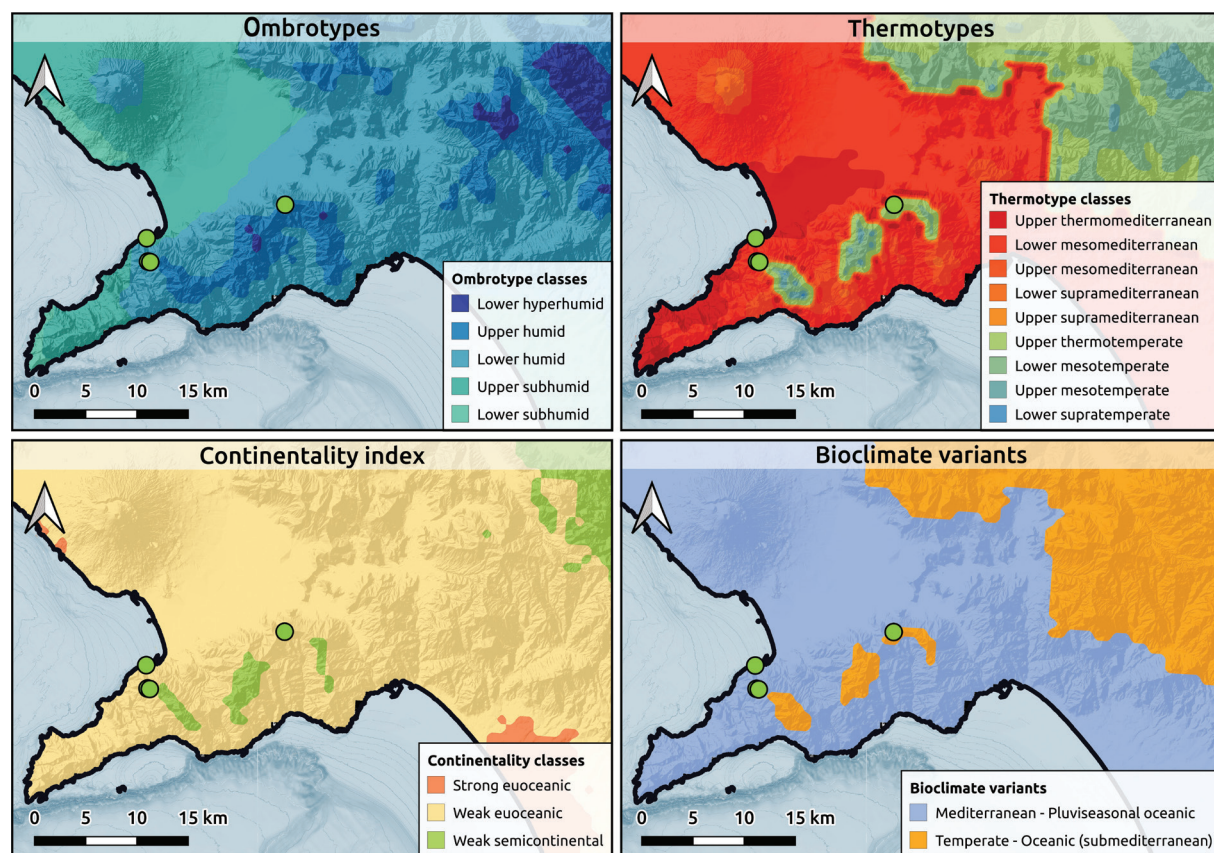 Ombrotypes
Ombrotype classes
Lower hyperhumid
Upper humid
Lower humid
Upper subhumid
Lower subhumid
0 5 10 15 km
Thermotypes
Thermotype classes
Upper thermomediterranean
Lower mesomediterranean
Upper mesomediterranean
Lower supramediterranean
Upper supramediterranean
Upper thermotemperate
Lower mesotemperate
Upper mesotemperate
Lower supratemperate
0 5 10 15 km
Continentality index
Continentality classes
Strong euoceanic
Weak euoceanic
Weak semicontinental
0 5 10 15 km
Bioclimate variants
Bioclimate variants
Mediterranean - Pluviseasonal oceanic
Temperate - Oceanic (submediterranean)
0 5 10 15 km